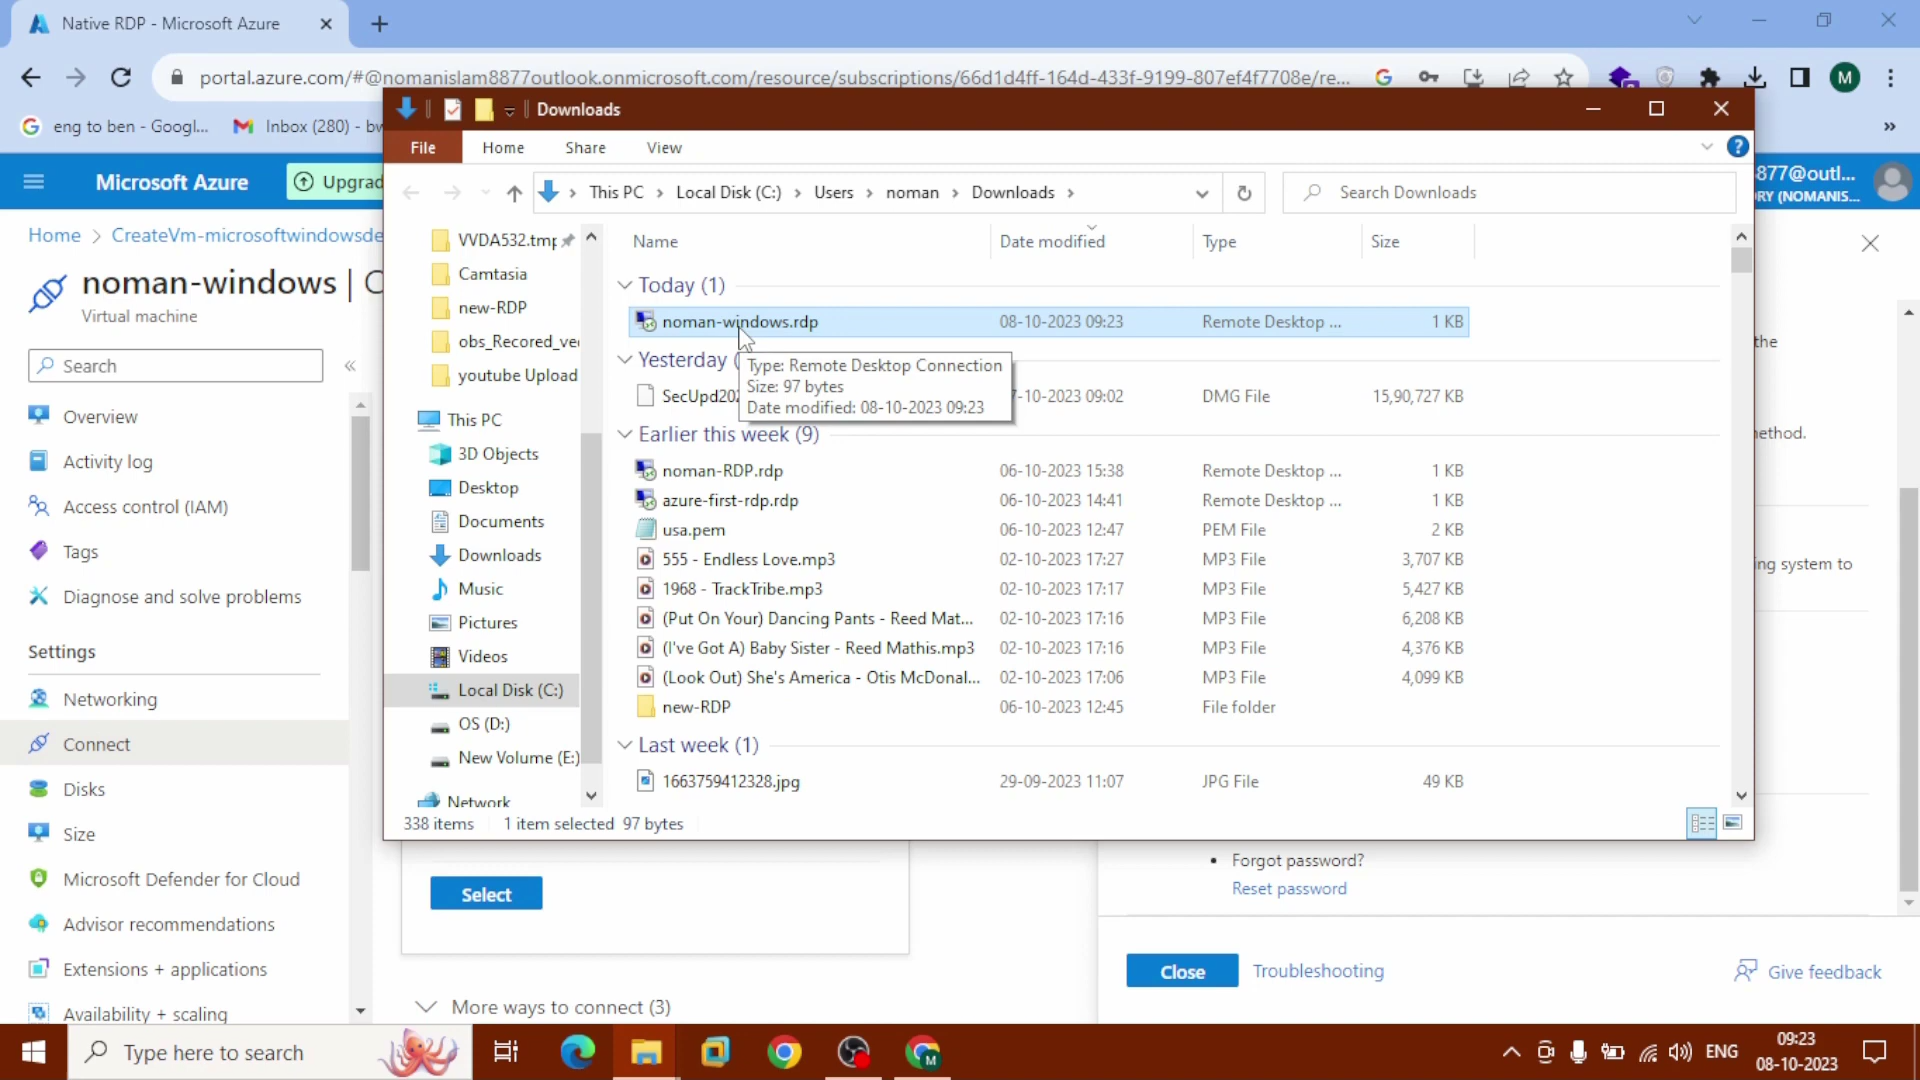 Native RDP - Microsoft Azure
portal.azure.com/#@nomanislam8877outlook.onmicrosoft.com/resource/subscriptions/66d1d4ff-164d-433f-9199-807ef4f7708e/re...
M
eng to ben - Googl...
Inbox (280) - bw
»
Downloads
File
Home
Share
View
Microsoft Azure
Upgrad
877@outl...
RY (NOMANIS...
This PC > Local Disk (C:) > Users > noman > Downloads >
Search Downloads
Home > CreateVm-microsoftwindowsde
noman-windows | C
Virtual machine
Search
«
Overview
Activity log
Access control (IAM)
Tags
Diagnose and solve problems
Settings
Networking
Connect
Disks
Size
Microsoft Defender for Cloud
Advisor recommendations
Extensions + applications
Availability + scaling
VVDA532.tmp
Camtasia
new-RDP
obs_Recored_ve
youtube Upload
This PC
3D Objects
Desktop
Documents
Downloads
Music
Pictures
Videos
Local Disk (C:)
OS (D:)
New Volume (E:)
Network
Name Date modified Type Size
Today (1)
noman-windows.rdp 08-10-2023 09:23 Remote Desktop ... 1 KB
Yesterday (
Type: Remote Desktop Connection
Size: 97 bytes
Date modified: 08-10-2023 09:23
SecUpd20 -10-2023 09:02 DMG File 15,90,727 KB
Earlier this week (9)
noman-RDP.rdp 06-10-2023 15:38 Remote Desktop ... 1 KB
azure-first-rdp.rdp 06-10-2023 14:41 Remote Desktop ... 1 KB
usa.pem 06-10-2023 12:47 PEM File 2 KB
555 - Endless Love.mp3 02-10-2023 17:27 MP3 File 3,707 KB
1968 - TrackTribe.mp3 02-10-2023 17:17 MP3 File 5,427 KB
(Put On Your) Dancing Pants - Reed Mat... 02-10-2023 17:16 MP3 File 6,208 KB
(I've Got A) Baby Sister - Reed Mathis.mp3 02-10-2023 17:16 MP3 File 4,376 KB
(Look Out) She's America - Otis McDonal... 02-10-2023 17:06 MP3 File 4,099 KB
new-RDP 06-10-2023 12:45 File folder
Last week (1)
1663759412328.jpg 29-09-2023 11:07 JPG File 49 KB
338 items 1 item selected 97 bytes
the
ethod.
ing system to
Select
More ways to connect (3)
• Forgot password?
Reset password
Close
Troubleshooting
Give feedback
Type here to search
M
ENG
09:23
08-10-2023